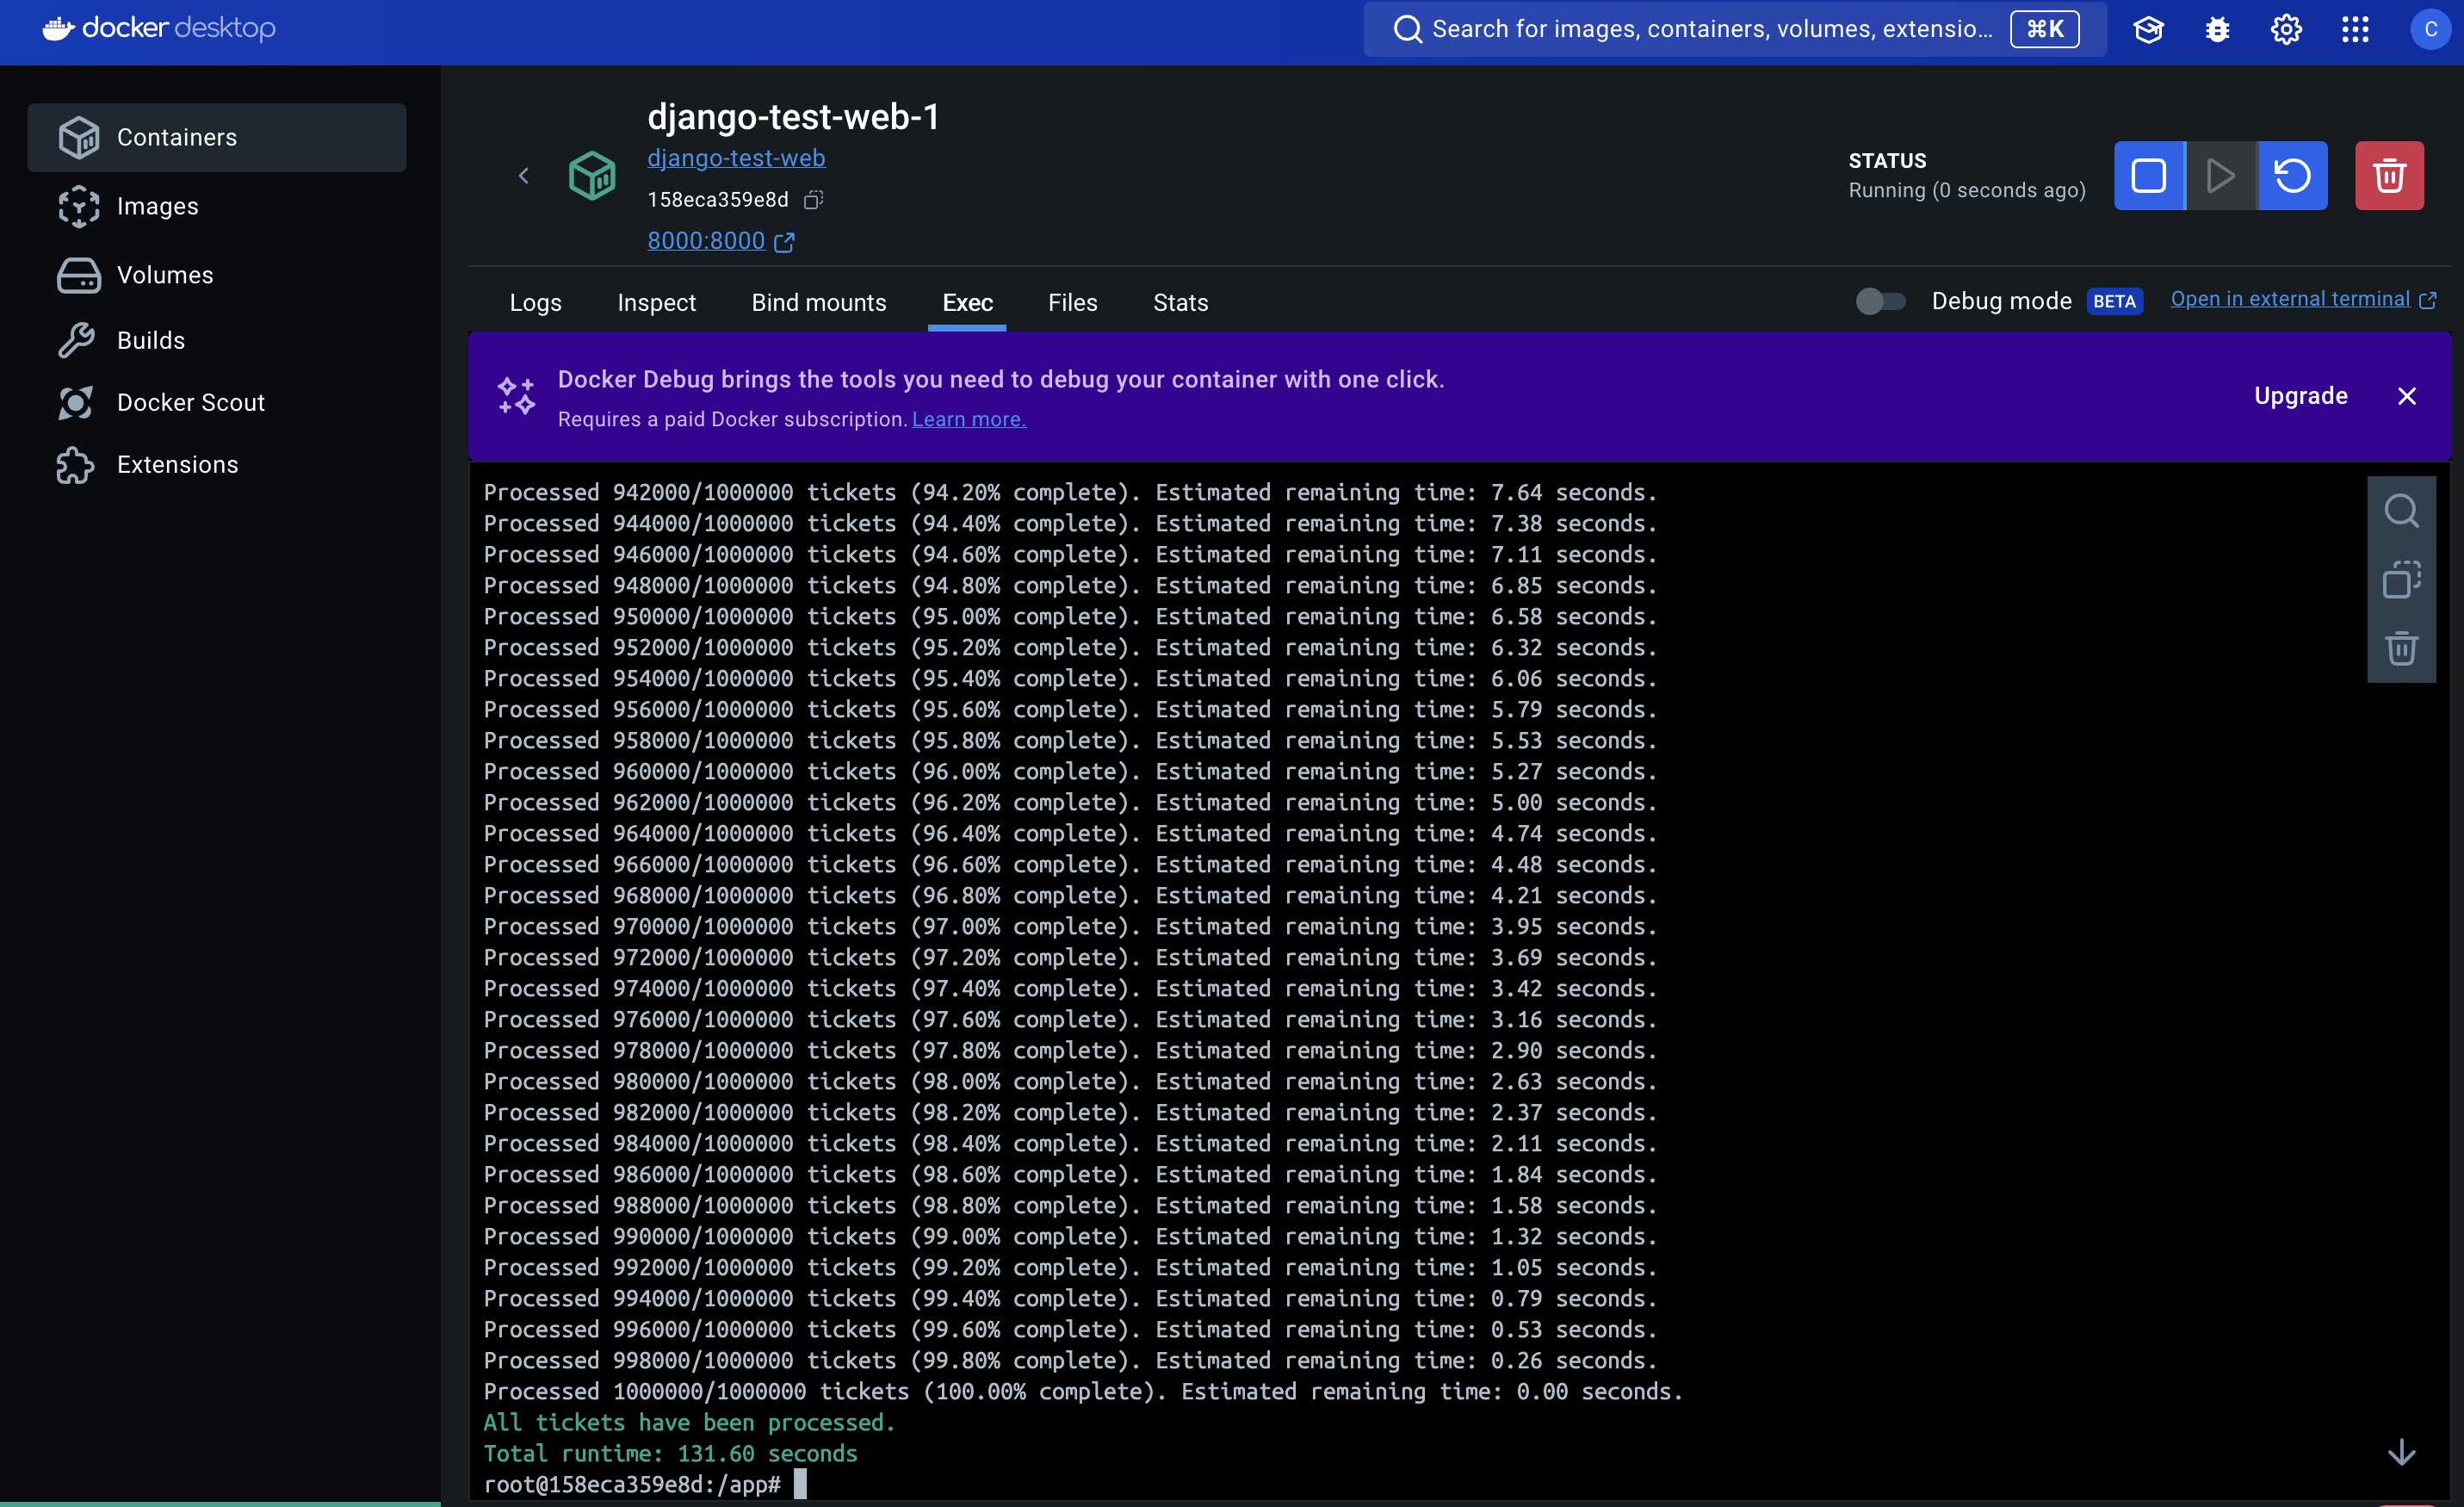 docker desktop
Search for images, containers, volumes, extensio...
⌘K
C
Containers
Images
Volumes
Builds
Docker Scout
Extensions
django-test-web-1
django-test-web
158eca359e8d
8000:8000
STATUS
Running (0 seconds ago)
Logs Inspect Bind mounts Exec Files Stats
Debug mode BETA Open in external terminal
Docker Debug brings the tools you need to debug your container with one click.
Requires a paid Docker subscription. Learn more.
Upgrade
Processed 942000/1000000 tickets (94.20% complete). Estimated remaining time: 7.64 seconds.
Processed 944000/1000000 tickets (94.40% complete). Estimated remaining time: 7.38 seconds.
Processed 946000/1000000 tickets (94.60% complete). Estimated remaining time: 7.11 seconds.
Processed 948000/1000000 tickets (94.80% complete). Estimated remaining time: 6.85 seconds.
Processed 950000/1000000 tickets (95.00% complete). Estimated remaining time: 6.58 seconds.
Processed 952000/1000000 tickets (95.20% complete). Estimated remaining time: 6.32 seconds.
Processed 954000/1000000 tickets (95.40% complete). Estimated remaining time: 6.06 seconds.
Processed 956000/1000000 tickets (95.60% complete). Estimated remaining time: 5.79 seconds.
Processed 958000/1000000 tickets (95.80% complete). Estimated remaining time: 5.53 seconds.
Processed 960000/1000000 tickets (96.00% complete). Estimated remaining time: 5.27 seconds.
Processed 962000/1000000 tickets (96.20% complete). Estimated remaining time: 5.00 seconds.
Processed 964000/1000000 tickets (96.40% complete). Estimated remaining time: 4.74 seconds.
Processed 966000/1000000 tickets (96.60% complete). Estimated remaining time: 4.48 seconds.
Processed 968000/1000000 tickets (96.80% complete). Estimated remaining time: 4.21 seconds.
Processed 970000/1000000 tickets (97.00% complete). Estimated remaining time: 3.95 seconds.
Processed 972000/1000000 tickets (97.20% complete). Estimated remaining time: 3.69 seconds.
Processed 974000/1000000 tickets (97.40% complete). Estimated remaining time: 3.42 seconds.
Processed 976000/1000000 tickets (97.60% complete). Estimated remaining time: 3.16 seconds.
Processed 978000/1000000 tickets (97.80% complete). Estimated remaining time: 2.90 seconds.
Processed 980000/1000000 tickets (98.00% complete). Estimated remaining time: 2.63 seconds.
Processed 982000/1000000 tickets (98.20% complete). Estimated remaining time: 2.37 seconds.
Processed 984000/1000000 tickets (98.40% complete). Estimated remaining time: 2.11 seconds.
Processed 986000/1000000 tickets (98.60% complete). Estimated remaining time: 1.84 seconds.
Processed 988000/1000000 tickets (98.80% complete). Estimated remaining time: 1.58 seconds.
Processed 990000/1000000 tickets (99.00% complete). Estimated remaining time: 1.32 seconds.
Processed 992000/1000000 tickets (99.20% complete). Estimated remaining time: 1.05 seconds.
Processed 994000/1000000 tickets (99.40% complete). Estimated remaining time: 0.79 seconds.
Processed 996000/1000000 tickets (99.60% complete). Estimated remaining time: 0.53 seconds.
Processed 998000/1000000 tickets (99.80% complete). Estimated remaining time: 0.26 seconds.
Processed 1000000/1000000 tickets (100.00% complete). Estimated remaining time: 0.00 seconds.
All tickets have been processed.
Total runtime: 131.60 seconds
root@158eca359e8d:/app#